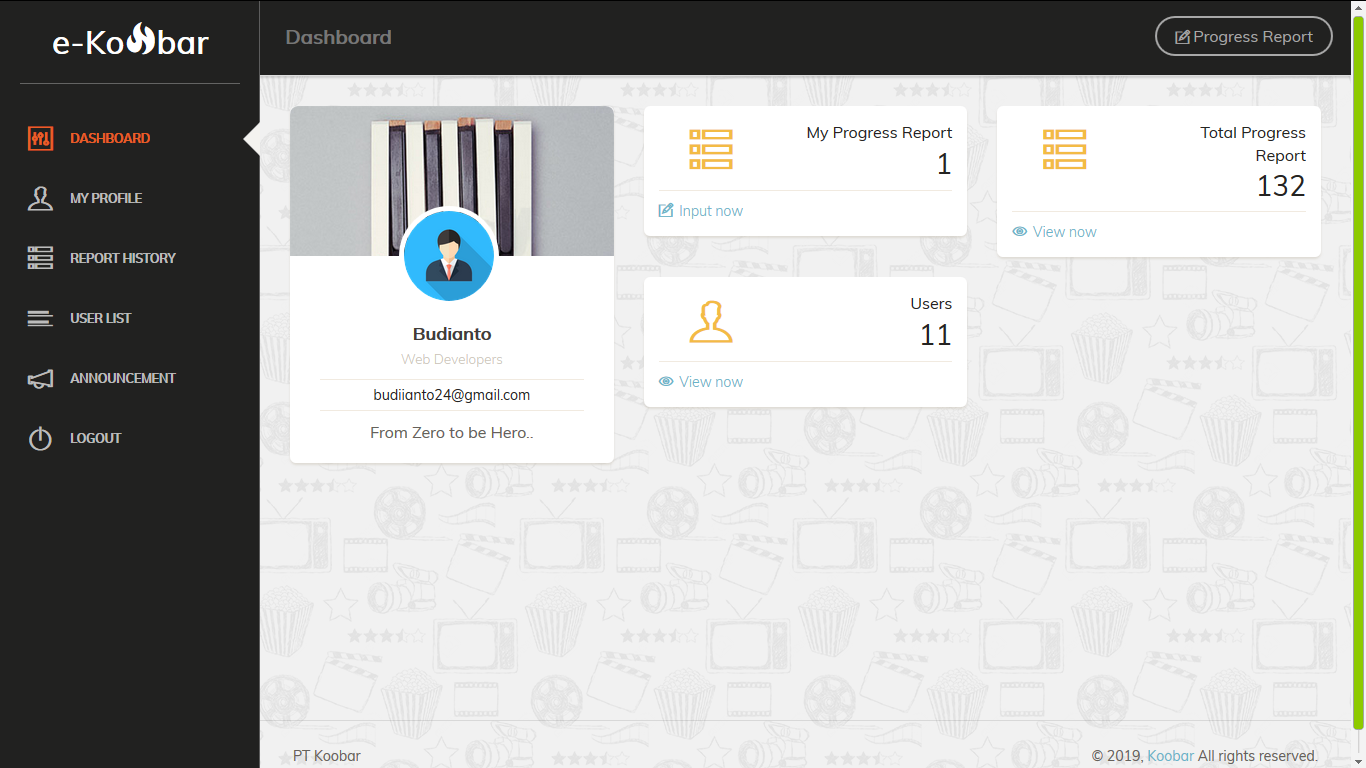 e-Koobar
DASHBOARD
MY PROFILE
REPORT HISTORY
USER LIST
ANNOUNCEMENT
LOGOUT
Dashboard
Progress Report
Budianto
Web Developers
budiianto24@gmail.com
From Zero to be Hero..
My Progress Report
1
Input now
Total Progress
Report
132
View now
Users
11
View now
PT Koobar
© 2019, Koobar All rights reserved.